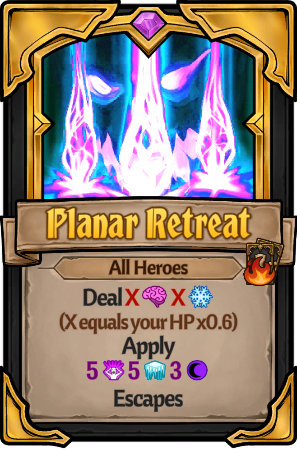 Planar Retreat
All Heroes
Deal X X
(X equals your HP x0.6)
Apply
5 5 3
Escapes